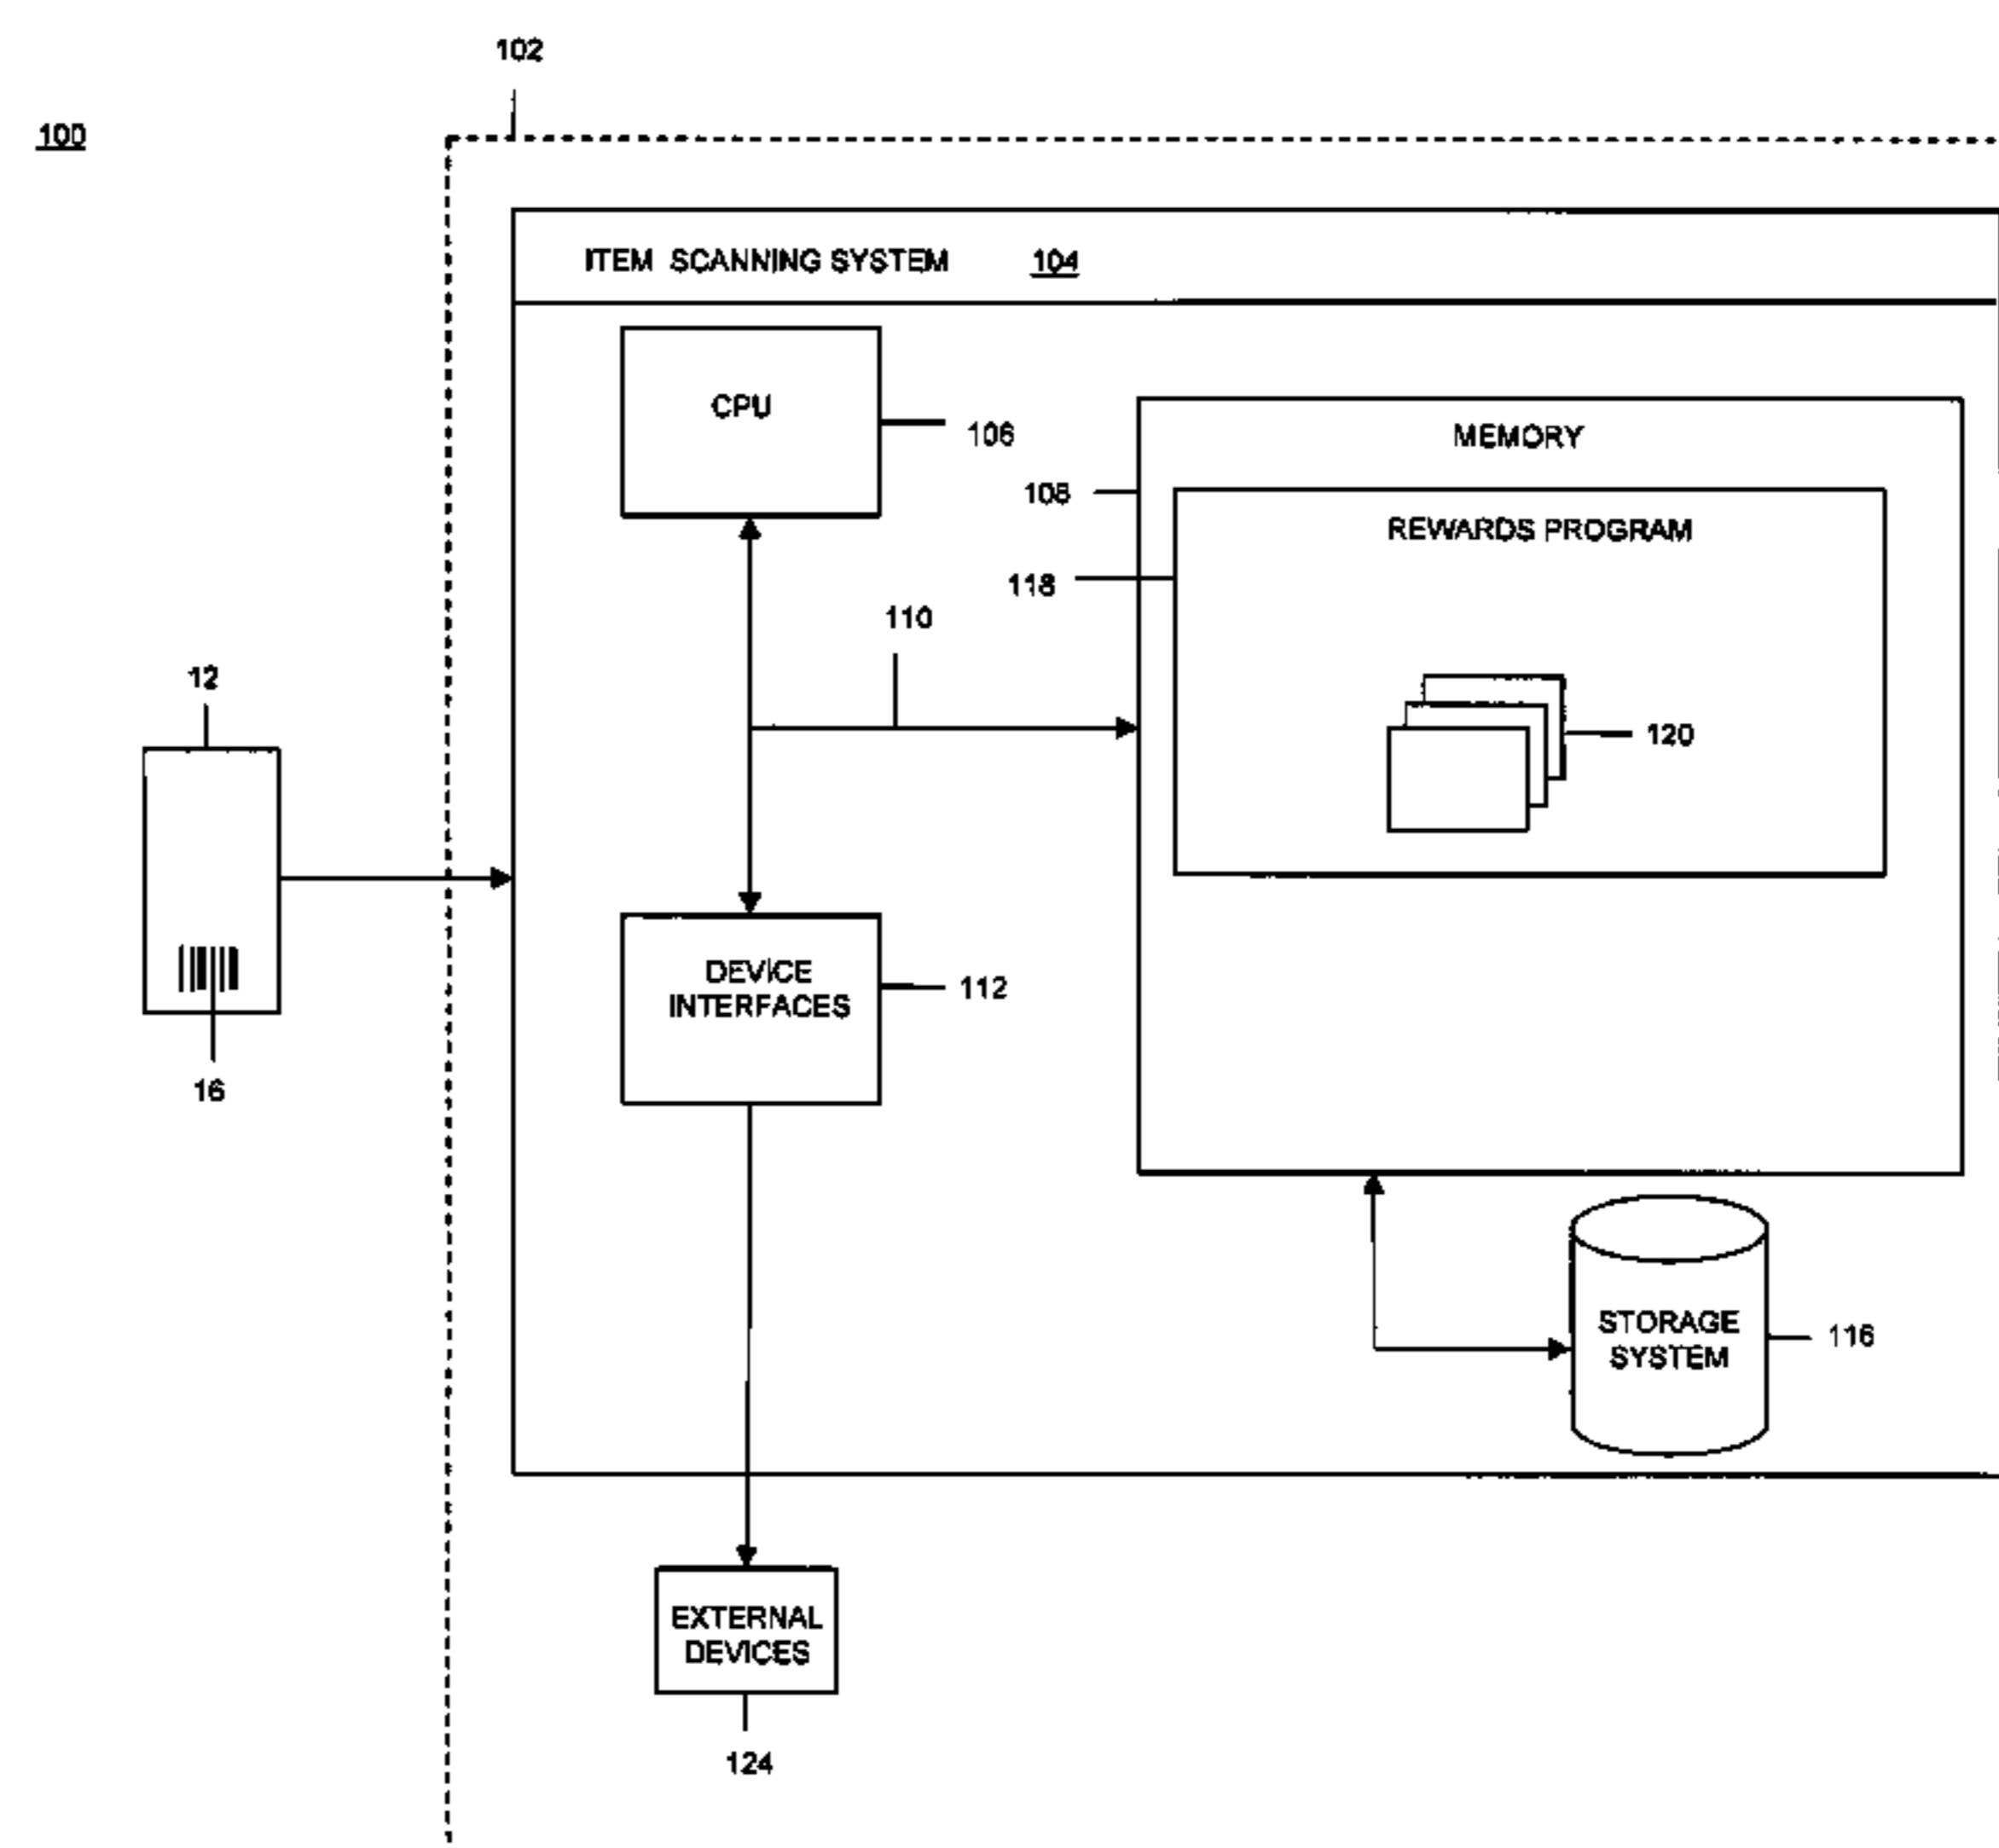 102
100
ITEM SCANNING SYSTEM 104
CPU
106
MEMORY
108
REWARDS PROGRAM
118
110
12
120
DEVICE
INTERFACES
112
16
STORAGE
SYSTEM
116
EXTERNAL
DEVICES
124